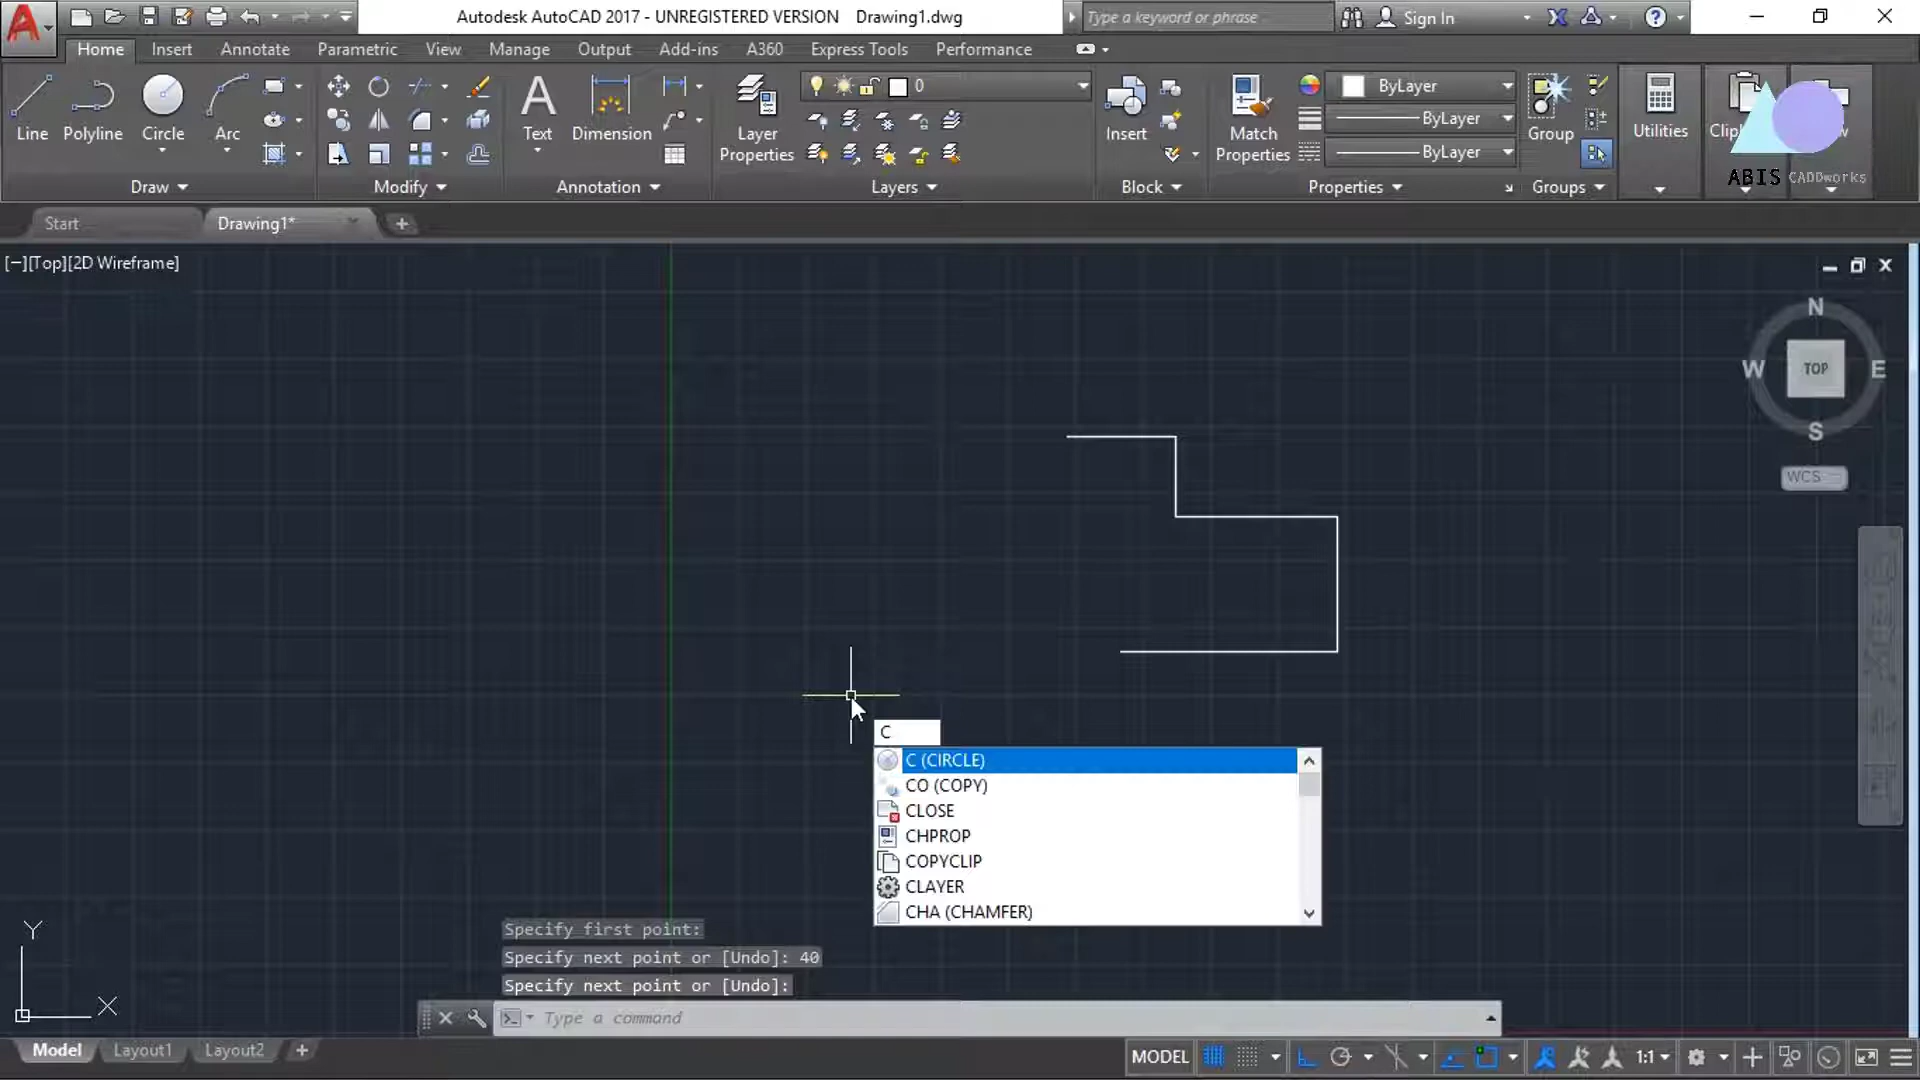 Autodesk AutoCAD 2017 - UNREGISTERED VERSION Drawing1.dwg
Type a keyword or phrase
Sign In
Home Insert Annotate Parametric View Manage Output Add-ins A360 Express Tools Performance
Line Polyline Circle Arc
Text Dimension
Layer Properties
0
Insert
Match Properties
ByLayer
ByLayer
ByLayer
Group
Utilities
ABIS CADDworks
Draw Modify Annotation Layers Block Properties Groups
Start Drawing1*
[−][Top][2D Wireframe]
N
W TOP E
S
WCS
C
C (CIRCLE)
CO (COPY)
CLOSE
CHPROP
COPYCLIP
CLAYER
CHA (CHAMFER)
Y
X
Specify first point:
Specify next point or [Undo]: 40
Specify next point or [Undo]:
Type a command
Model Layout1 Layout2
MODEL 1:1